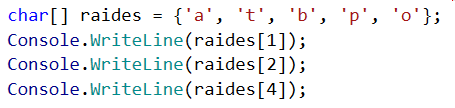 char[] raides = {'a', 't', 'b', 'p', 'o'};
Console.WriteLine(raides[1]);
Console.WriteLine(raides[2]);
Console.WriteLine(raides[4]);